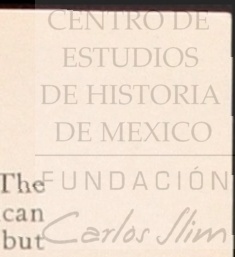 CENTRO DE
ESTUDIOS
DE HISTORIA
DE MEXICO
The FUNDACIÓN
can
but Carlos Slim